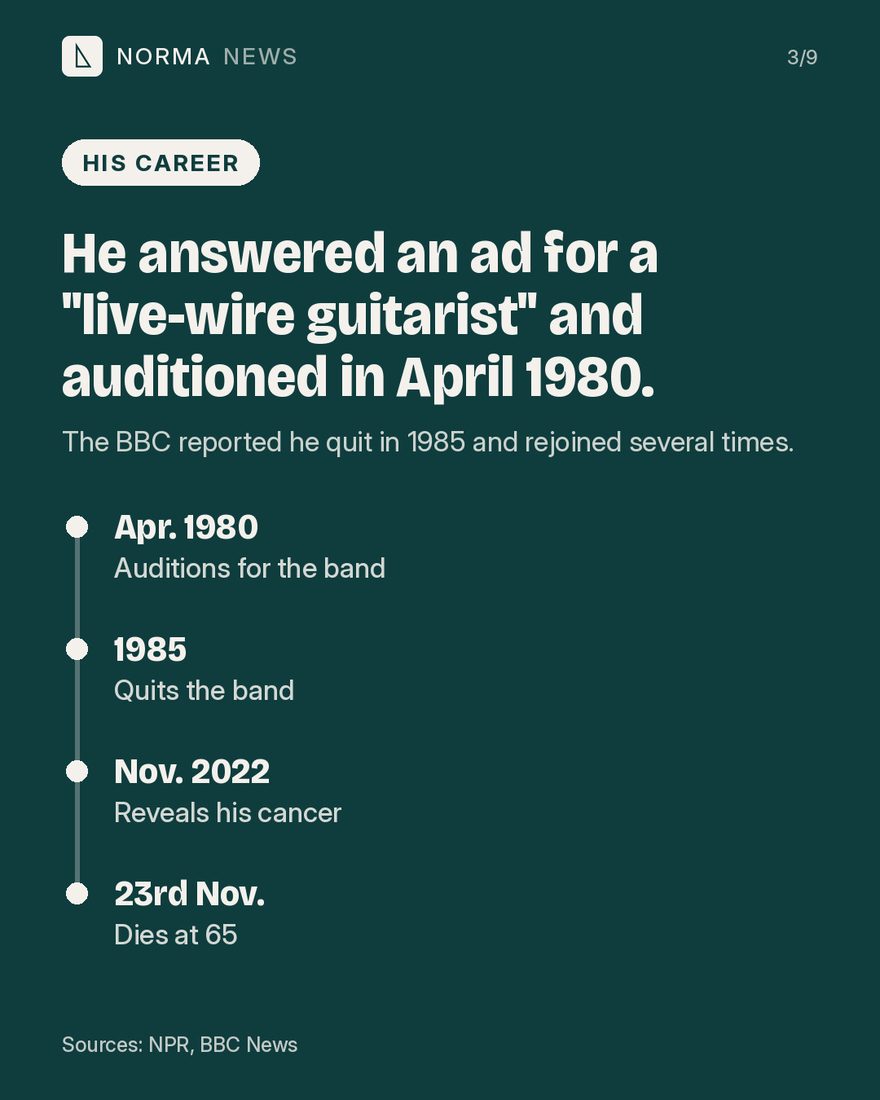 NORMA NEWS
3/9
HIS CAREER
He answered an ad for a
"live-wire guitarist" and
auditioned in April 1980.
The BBC reported he quit in 1985 and rejoined several times.
Apr. 1980
Auditions for the band
1985
Quits the band
Nov. 2022
Reveals his cancer
23rd Nov.
Dies at 65
Sources: NPR, BBC News